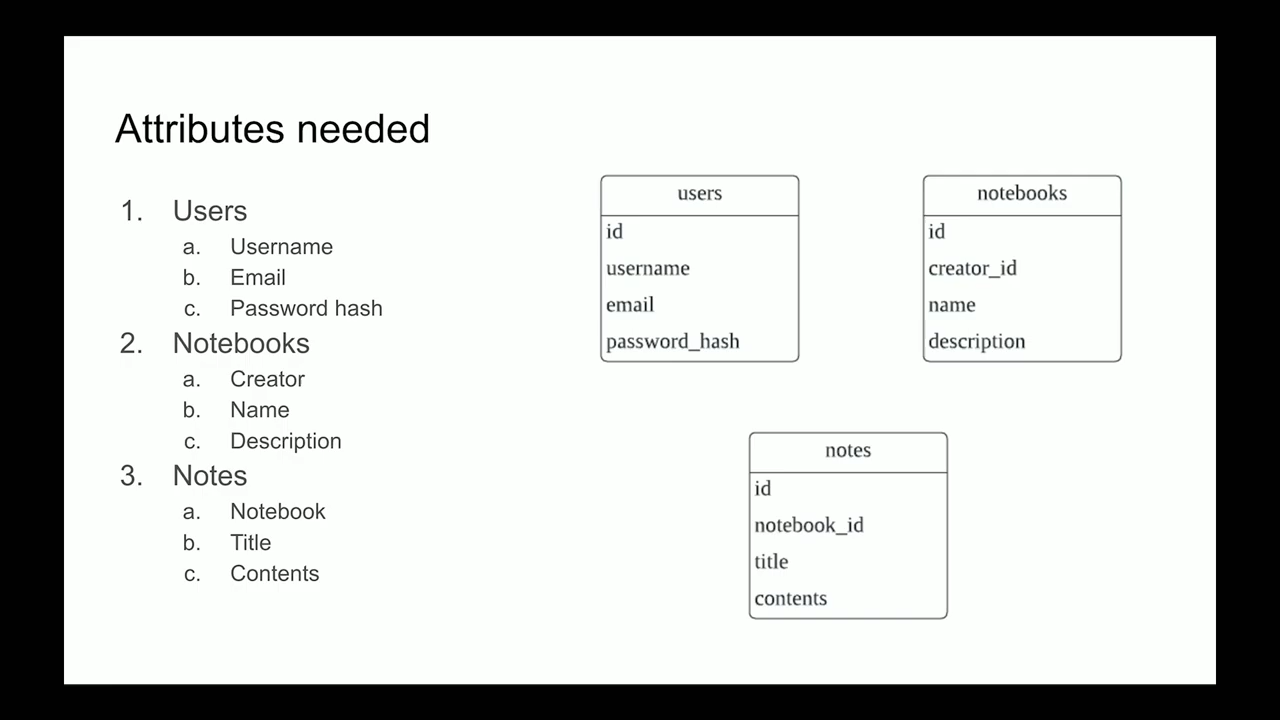 Attributes needed
1. Users
a. Username
b. Email
c. Password hash
2. Notebooks
a. Creator
b. Name
c. Description
3. Notes
a. Notebook
b. Title
c. Contents
users
id
username
email
password_hash
notebooks
id
creator_id
name
description
notes
id
notebook_id
title
contents